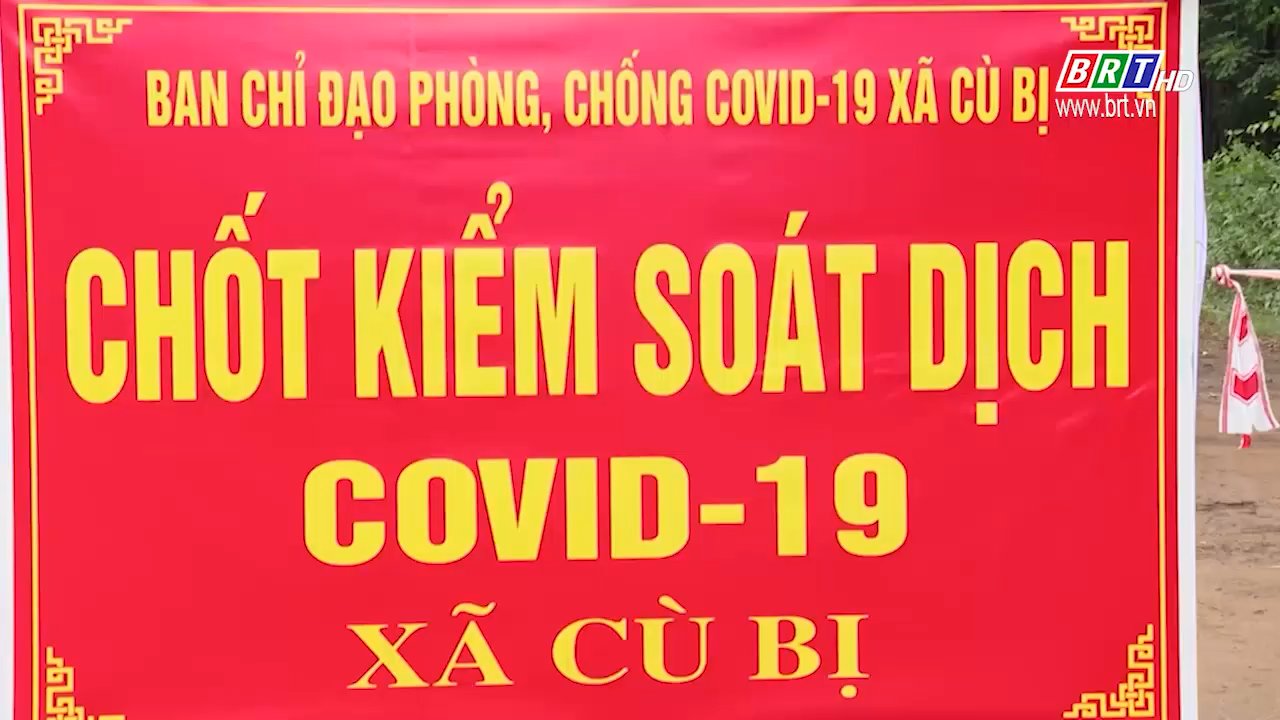 BAN CHỈ ĐẠO PHÒNG, CHỐNG COVID-19 XÃ CÙ BỊ
BRT HD
www.brt.vn
CHỐT KIỂM SOÁT DỊCH
COVID-19
XÃ CÙ BỊ